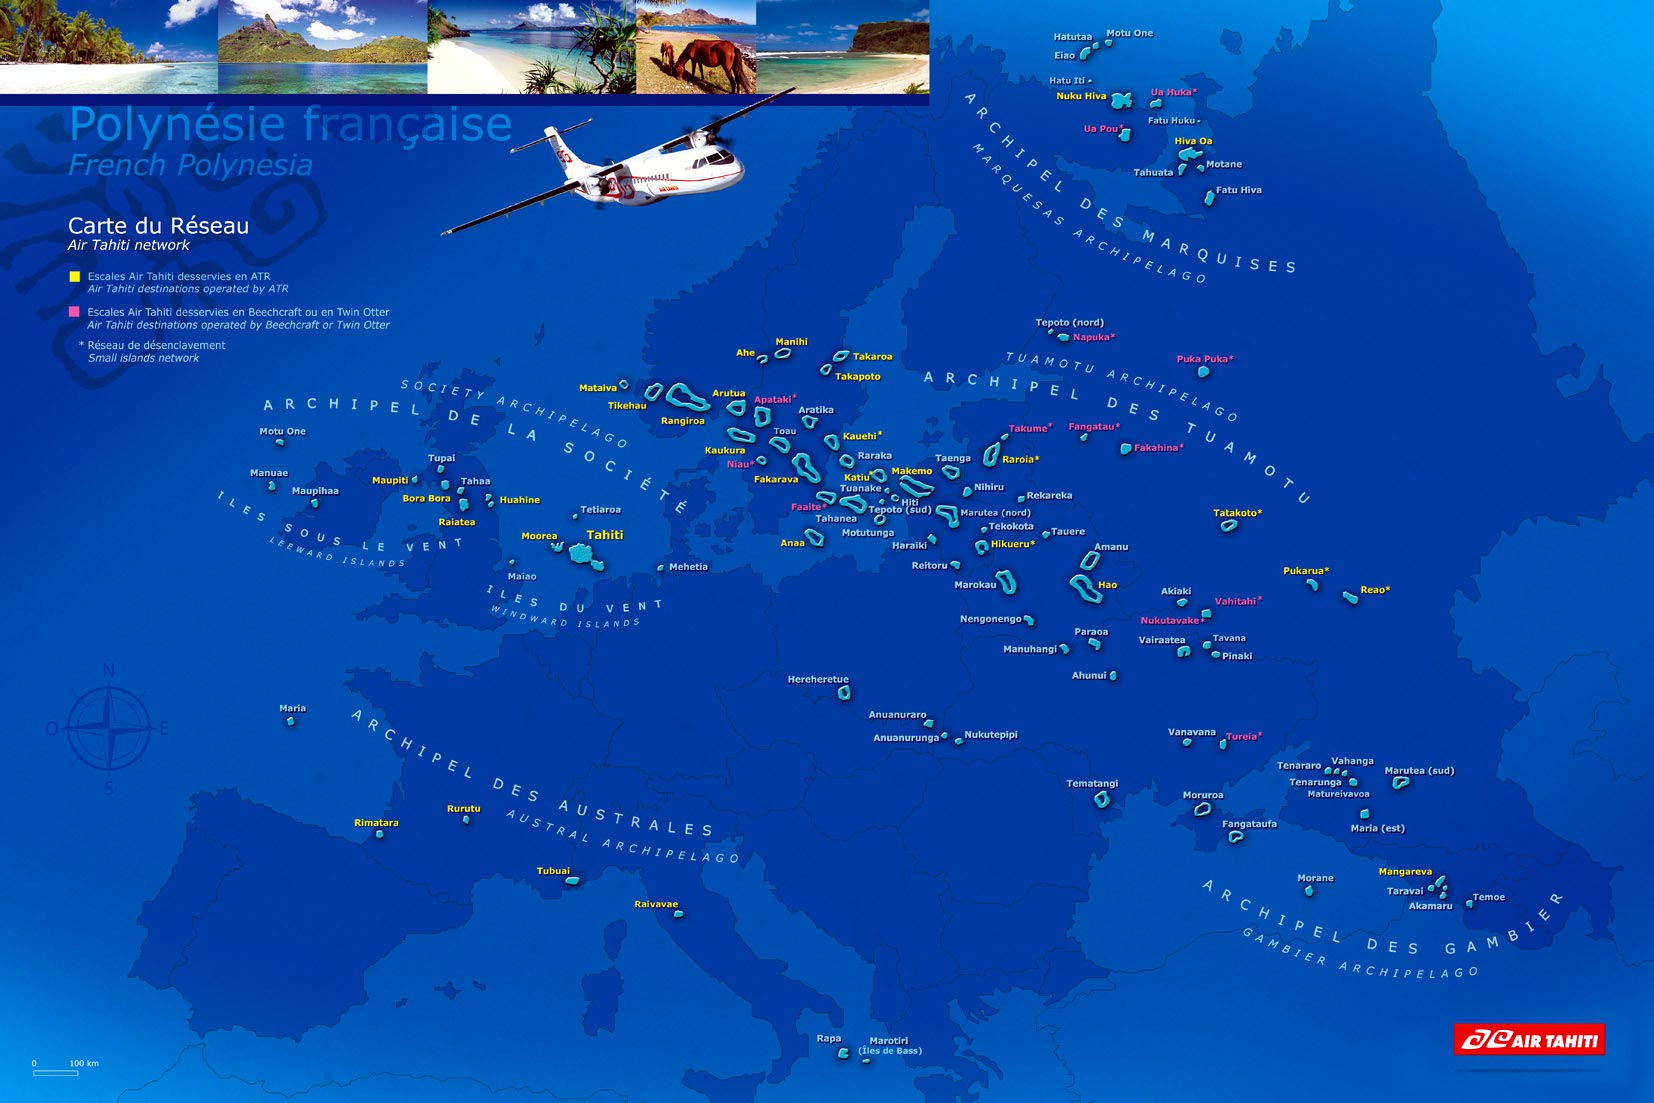 Polynésie française
French Polynesia
Carte du Réseau
Air Tahiti network
Escales Air Tahiti desservies en ATR
Air Tahiti destinations operated by ATR
Escales Air Tahiti desservies en Beechcraft ou en Twin Otter
Air Tahiti destinations operated by Beechcraft or Twin Otter
* Réseau de désenclavement
Small islands network
AIR TAHITI
Hatutaa
Motu One
Eiao
Hatu Iti
Nuku Hiva
Ua Huka*
Fatu Huku
Ua Pou*
Hiva Oa
Motane
Tahuata
Fatu Hiva
ARCHIPEL DES MARQUISES
MARQUESAS ARCHIPELAGO
Tepoto (nord)
Napuka*
Puka Puka*
TUAMOTU ARCHIPELAGO
ARCHIPEL DES TUAMOTU
Manihi
Ahe
Takaroa
Takapoto
Mataiva
Tikehau
Rangiroa
Arutua
Apataki*
Aratika
Kaukura
Toau
Kauehi*
Niau*
Raraka
Fakarava
Katiu*
Makemo
Taenga
Takume*
Raroia*
Fangatau*
Fakahina*
Tuanake
Hiti
Nihiru
Rekareka
Faaite*
Tahanea
Tepoto (sud)
Marutea (nord)
Motutunga
Tekokota
Tauere
Anaa
Haraiki
Hikueru*
Amanu
Reitoru
Marokau
Hao
Tatakoto*
Pukarua*
Reao*
Akiaki
Vahitahi*
Nukutavake*
Nengonengo
Paraoa
Manuhangi
Vairaatea
Tavana
Pinaki
Ahunui
Hereheretue
Anuanuraro
Anuanurunga
Nukutepipi
Vanavana
Tureia*
Tematangi
Moruroa
Fangataufa
Tenararo
Vahanga
Tenarunga
Matureivavoa
Marutea (sud)
Maria (est)
Morane
Mangareva
Taravai
Akamaru
Temoe
ARCHIPEL DES GAMBIER
GAMBIER ARCHIPELAGO
SOCIETY ARCHIPELAGO
ARCHIPEL DE LA SOCIÉTÉ
Motu One
Manuae
Maupihaa
Tupai
Maupiti
Tahaa
Bora Bora
Huahine
Raiatea
Tetiaroa
Moorea
Tahiti
Maiao
Mehetia
ILES SOUS LE VENT
LEEWARD ISLANDS
ILES DU VENT
WINDWARD ISLANDS
N
O
E
S
Maria
ARCHIPEL DES AUSTRALES
AUSTRAL ARCHIPELAGO
Rimatara
Rurutu
Tubuai
Raivavae
Rapa
Marotiri
(Îles de Bass)
0 100 km
AIR TAHITI